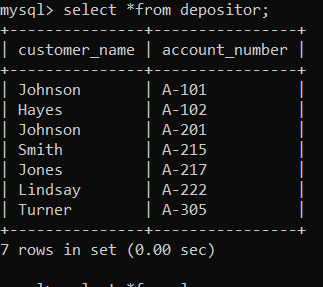 mysql> select *from depositor;
+---------------+----------------+
| customer_name | account_number |
+---------------+----------------+
| Johnson       | A-101          |
| Hayes         | A-102          |
| Johnson       | A-201          |
| Smith         | A-215          |
| Jones         | A-217          |
| Lindsay       | A-222          |
| Turner        | A-305          |
+---------------+----------------+
7 rows in set (0.00 sec)